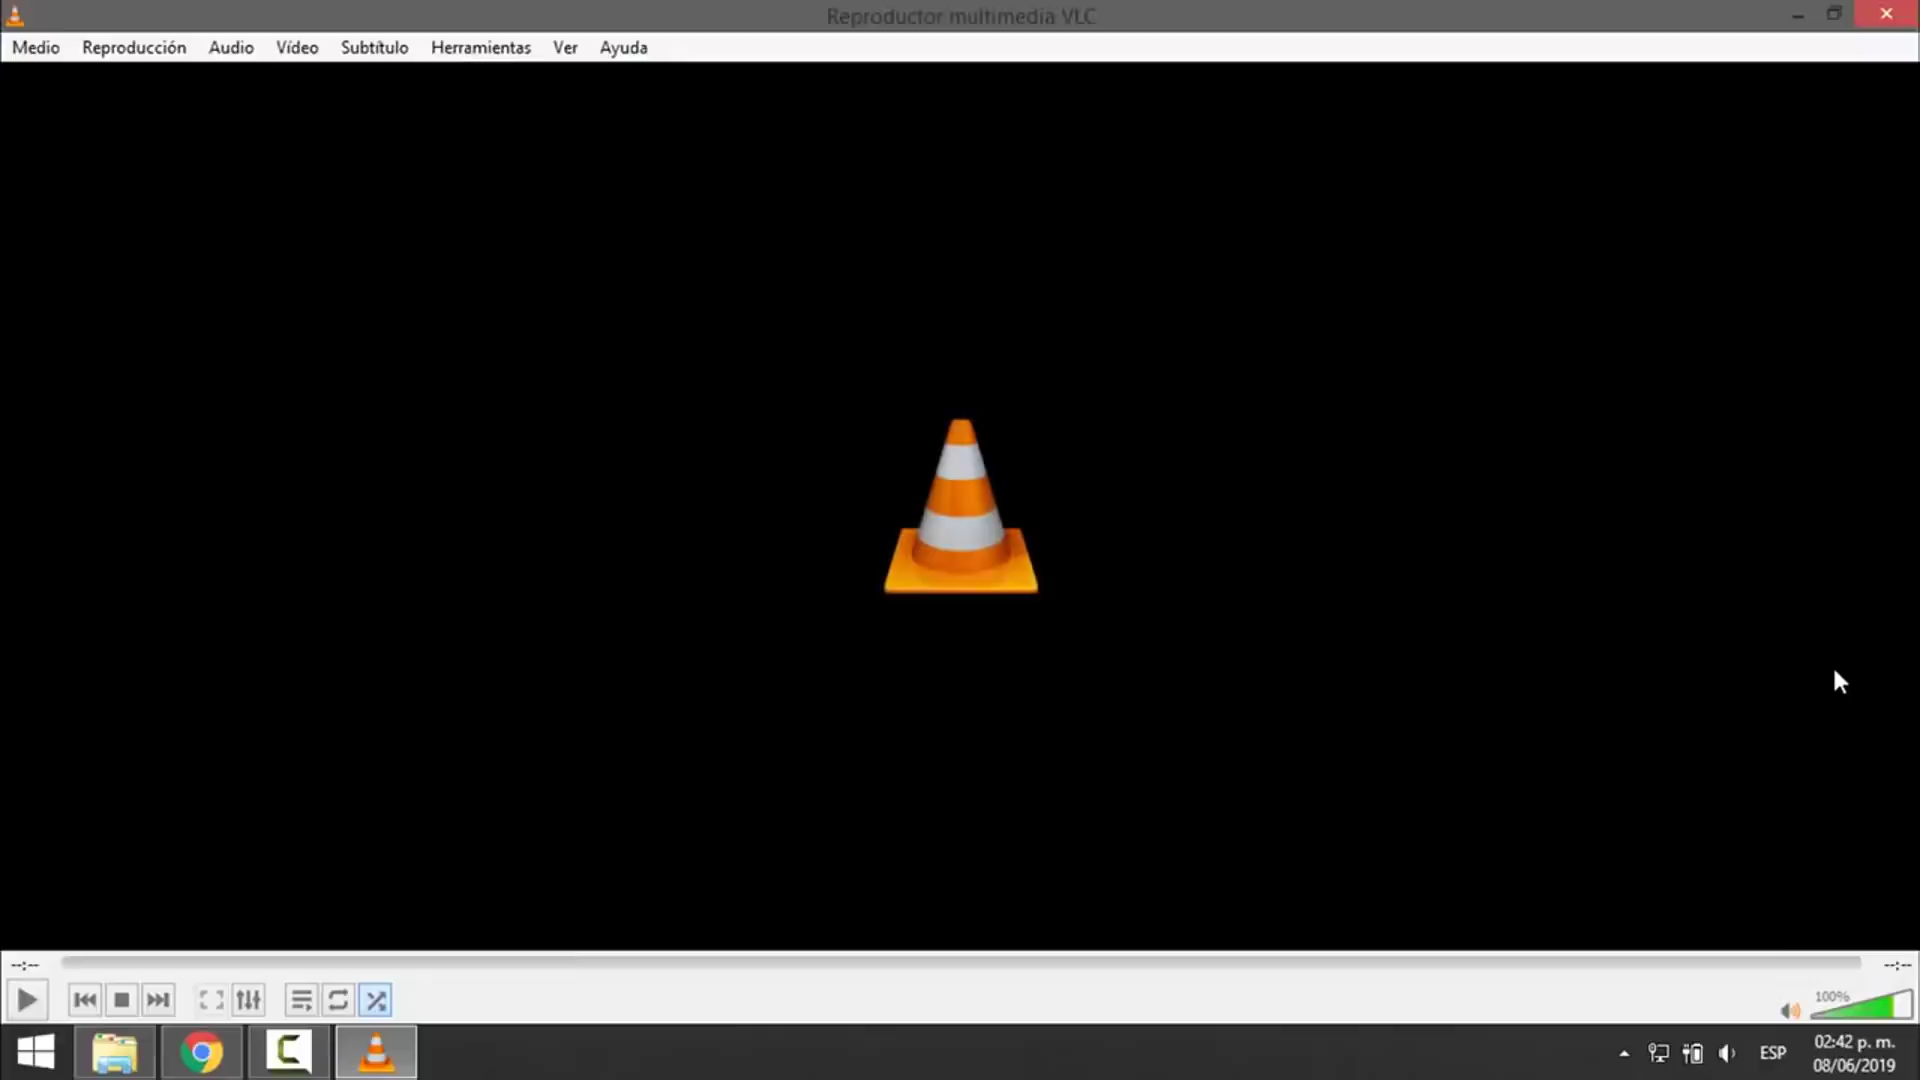 Reproductor multimedia VLC
Medio Reproducción Audio Vídeo Subtítulo Herramientas Ver Ayuda
--:-- --:--
100%
ESP
02:42 p. m.
08/06/2019